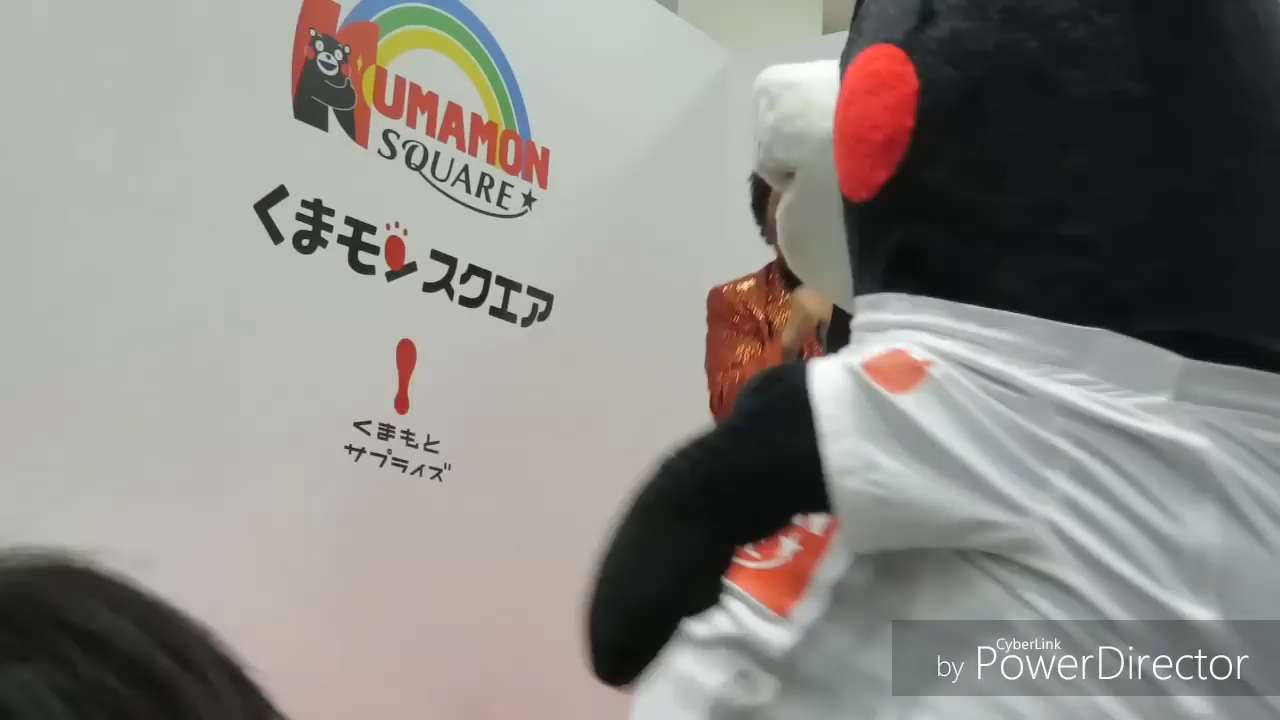 KUMAMON
SQUARE
くまモンスクエア
くまもと
サプライズ
CyberLink
by PowerDirector